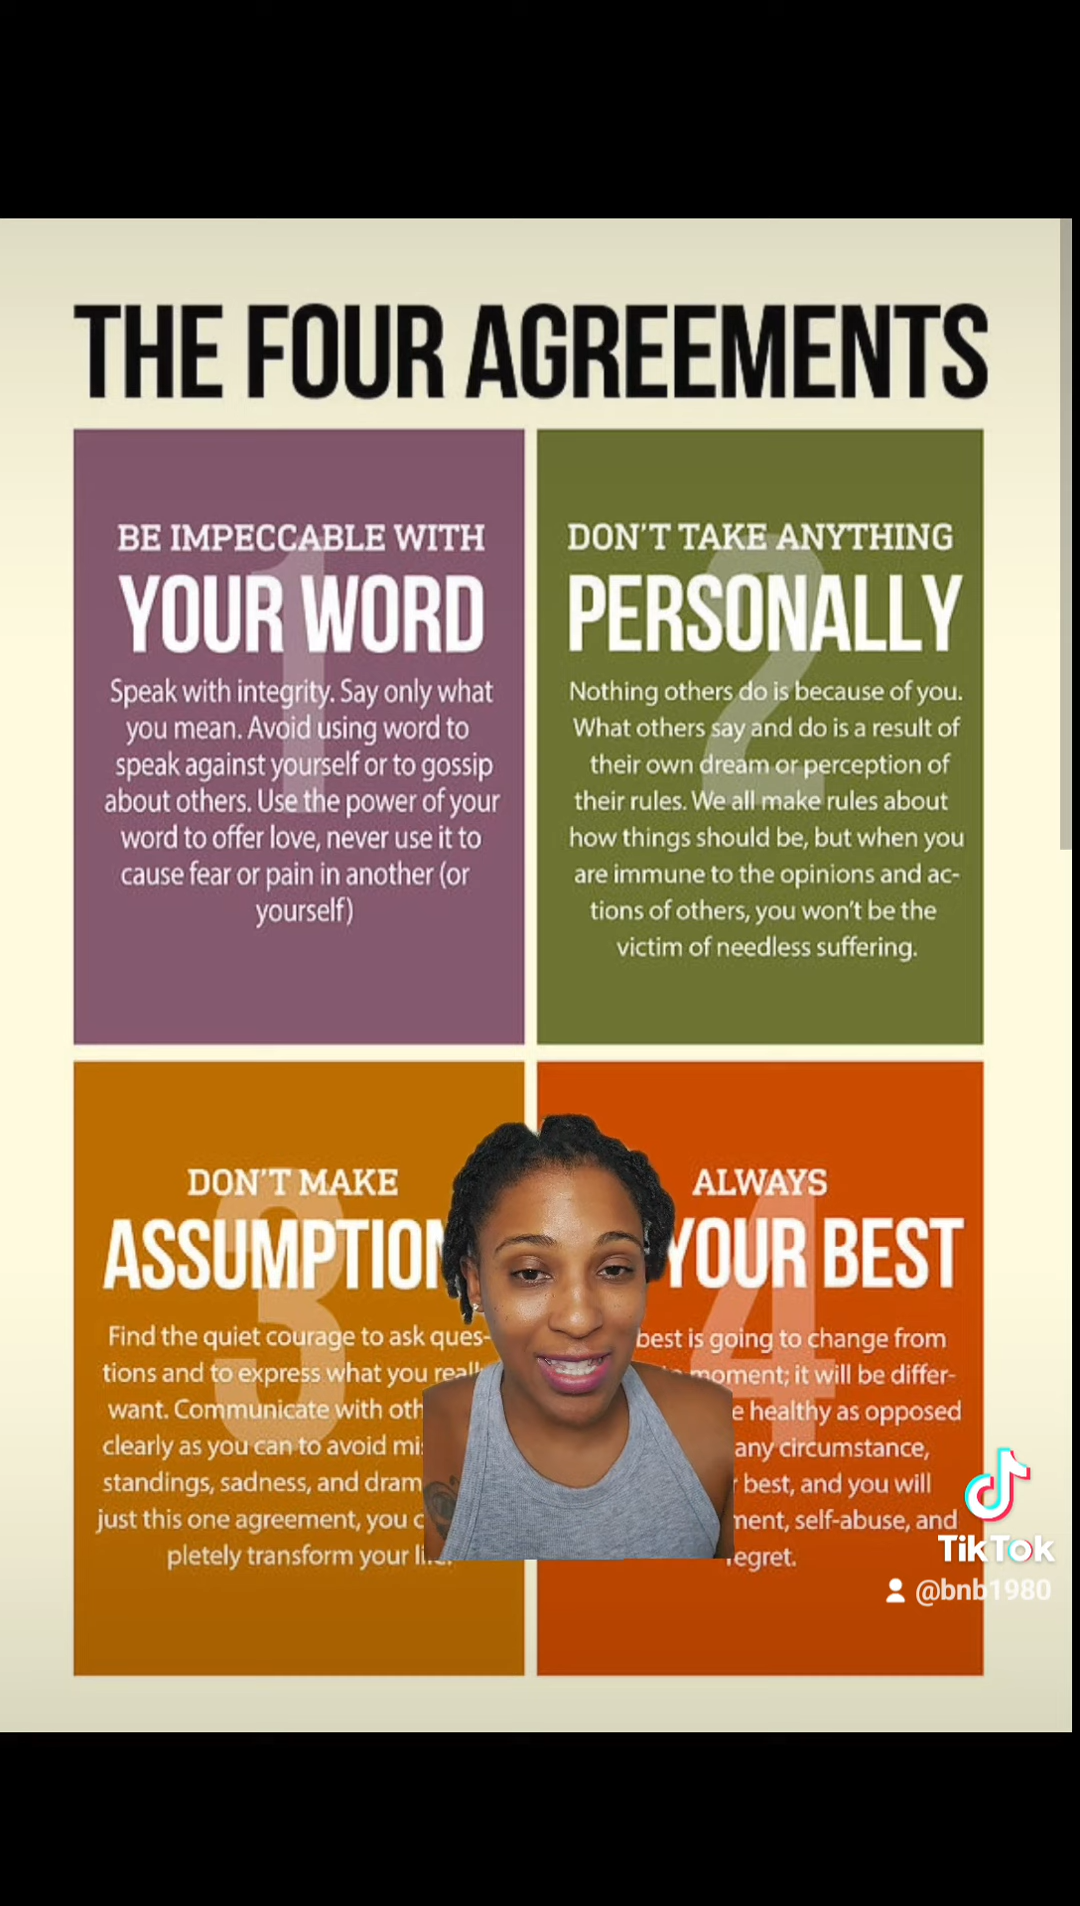 THE FOUR AGREEMENTS
1
BE IMPECCABLE WITH
YOUR WORD
Speak with integrity. Say only what
you mean. Avoid using word to
speak against yourself or to gossip
about others. Use the power of your
word to offer love, never use it to
cause fear or pain in another (or
yourself)
2
DON'T TAKE ANYTHING
PERSONALLY
Nothing others do is because of you.
What others say and do is a result of
their own dream or perception of
their rules. We all make rules about
how things should be, but when you
are immune to the opinions and ac-
tions of others, you won't be the
victim of needless suffering.
3
DON'T MAKE
Find the quiet courage to ask ques-
tions and to express what you
want. Communicate with
clearly as you can to avoid
standings, sadness, and
just this one agreement, you
pletely transform your
4
ALWAYS
YOUR BEST
best is going to change from
moment; it will be differ-
healthy as opposed
any circumstance,
best, and you will
self-abuse, and
regret.
TikTok
@bnb1980